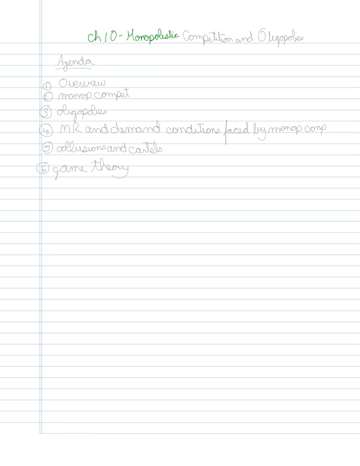 Ch 10 - Monopolistic Competition and Oligopolies
Agenda
① Overview
② monop compet
③ oligopolies
④ MR and demand conditions faced by monop comp
⑤ collusions and cartels
⑥ game theory